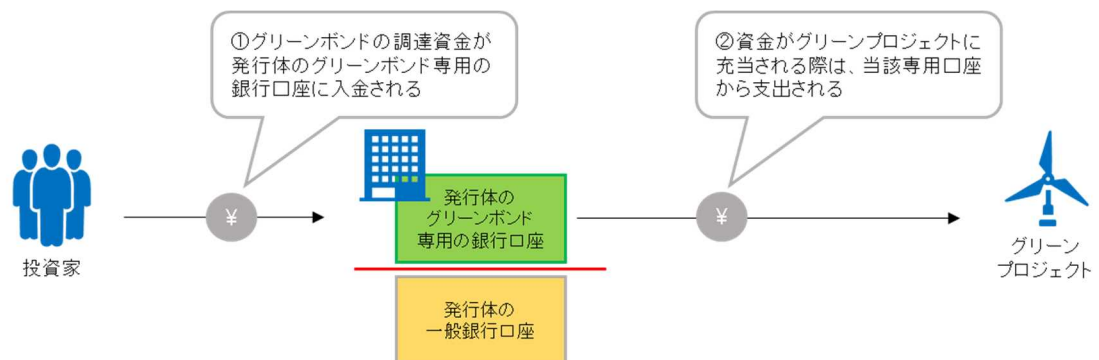 ①グリーンボンドの調達資金が
発行体のグリーンボンド専用の
銀行口座に入金される
②資金がグリーンプロジェクトに
充当される際は、当該専用口座
から支出される
¥
¥
投資家
発行体の
グリーンボンド
専用の銀行口座
グリーン
プロジェクト
発行体の
一般銀行口座